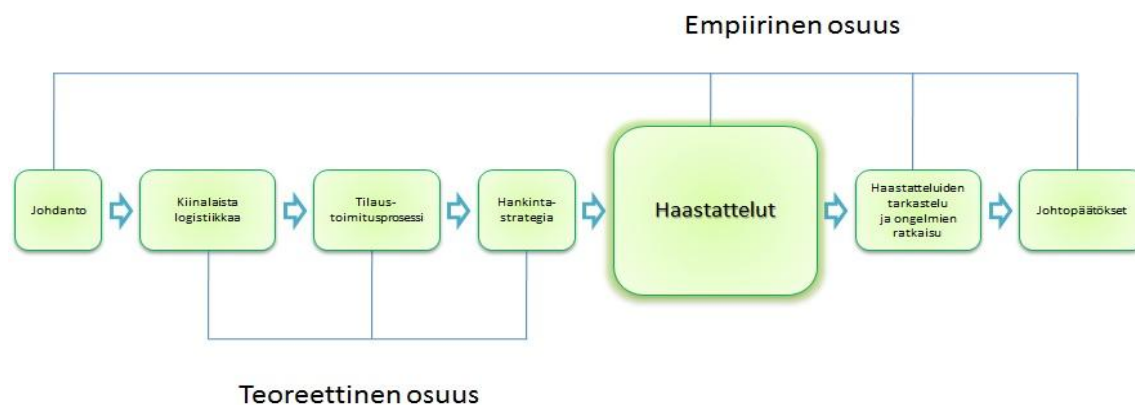 Empiirinen osuus
Johdanto
Kiinalaista
logistiikkaa
Tilaus-
toimitusprosessi
Hankinta-
strategia
Haastattelut
Haastatteluiden
tarkastelu
ja ongelmien
ratkaisu
Johtopäätökset
Teoreettinen osuus